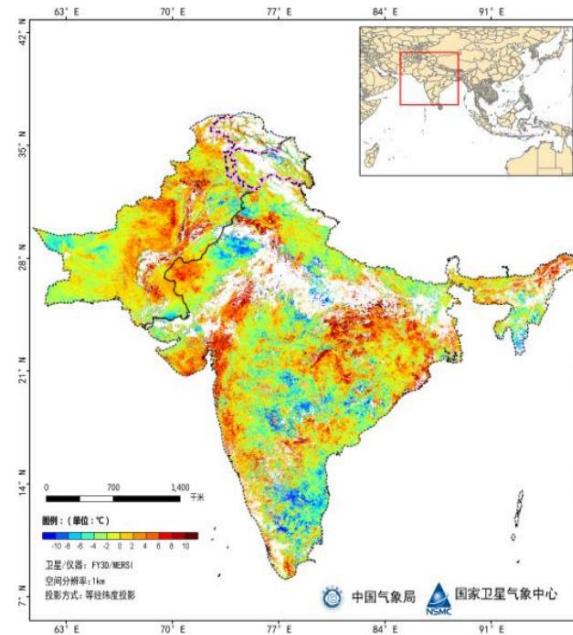 63° E 70° E 77° E 84° E 91° E
42° N
35° N
28° N
21° N
14° N
7° N
0 700 1,400
千米
图例：（单位：℃）
-10 -8 -6 -4 -2 0 2 4 6 8 10
卫星/仪器：FY3D/MERSI
空间分辨率：1km
投影方式：等经纬度投影
中国气象局
NSMC
国家卫星气象中心
63° E 70° E 77° E 84° E 91° E